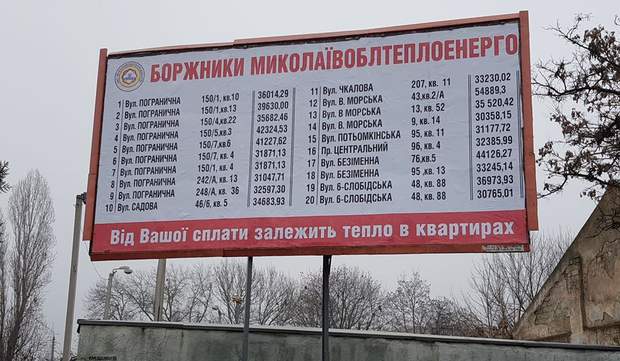 БОРЖНИКИ МИКОЛАЇВОБЛТЕПЛОЕНЕРГО
1 Вул. ПОГРАНИЧНА 150/1, кв.10 36014,29
2 Вул. ПОГРАНИЧНА 150/1,кв.13 39630,00
3 Вул. ПОГРАНИЧНА 150/4,кв.22 35682,46
4 Вул. ПОГРАНИЧНА 150/5,кв.3 42324,53
5 Вул. ПОГРАНИЧНА 150/7,кв.6 41227,62
6 Вул. ПОГРАНИЧНА 150/7, кв. 4 31871,13
7 Вул. ПОГРАНИЧНА 150/1, кв. 4 31871,13
8 Вул. ПОГРАНИЧНА 242/А, кв. 13 31047,71
9 Вул. ПОГРАНИЧНА 248/А, кв. 36 32597,30
10 Вул. САДОВА 46/6, кв. 5 34683,93
11 Вул. ЧКАЛОВА 207, кв. 11 33230,02
12 Вул. В. МОРСЬКА 43,кв.2/А 54889,3
13 Вул. В. МОРСЬКА 13, кв. 52 35 520,42
14 Вул. В. МОРСЬКА 9, кв. 14 30358,15
15 Вул. ПОТЬОМКІНСЬКА 95, кв. 11 31177,72
16 Пр. ЦЕНТРАЛЬНИЙ 96, кв. 4 32385,99
17 Вул. БЕЗІМЕННА 76,кв.5 44126,27
18 Вул. БЕЗІМЕННА 95 ,кв. 13 33245,14
19 Вул. 6-СЛОБІДСЬКА 48, кв. 88 36973,93
20 Вул. 6-СЛОБІДСЬКА 48, кв. 88 30765,01
Від Вашої сплати залежить тепло в квартирах